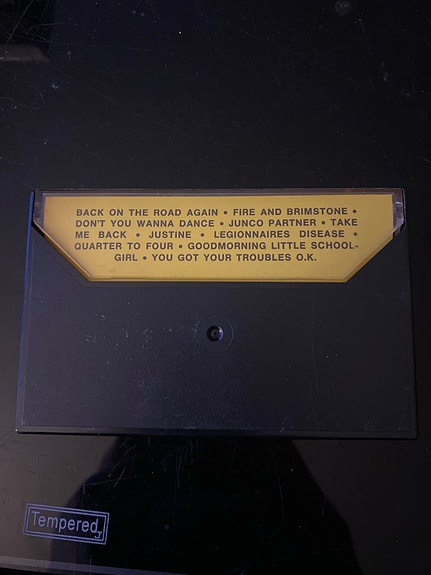 BACK ON THE ROAD AGAIN • FIRE AND BRIMSTONE •
DON'T YOU WANNA DANCE • JUNCO PARTNER • TAKE
ME BACK • JUSTINE • LEGIONNAIRES DISEASE •
QUARTER TO FOUR • GOODMORNING LITTLE SCHOOL-
GIRL • YOU GOT YOUR TROUBLES O.K.
Tempered J